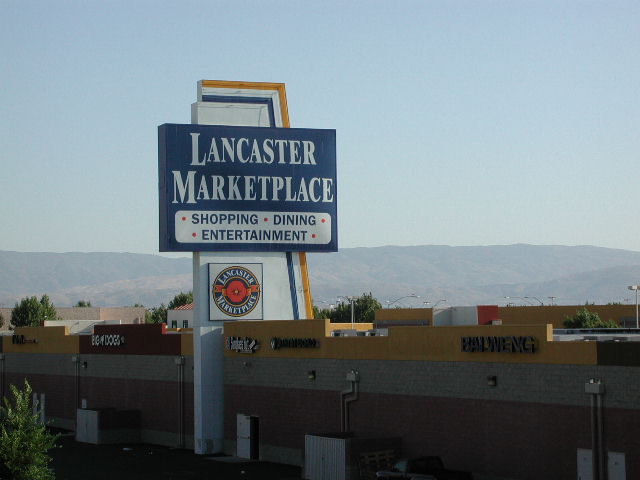 LANCASTER
MARKETPLACE
• SHOPPING • DINING •
• ENTERTAINMENT •
LANCASTER
MARKETPLACE
BIG DOGS